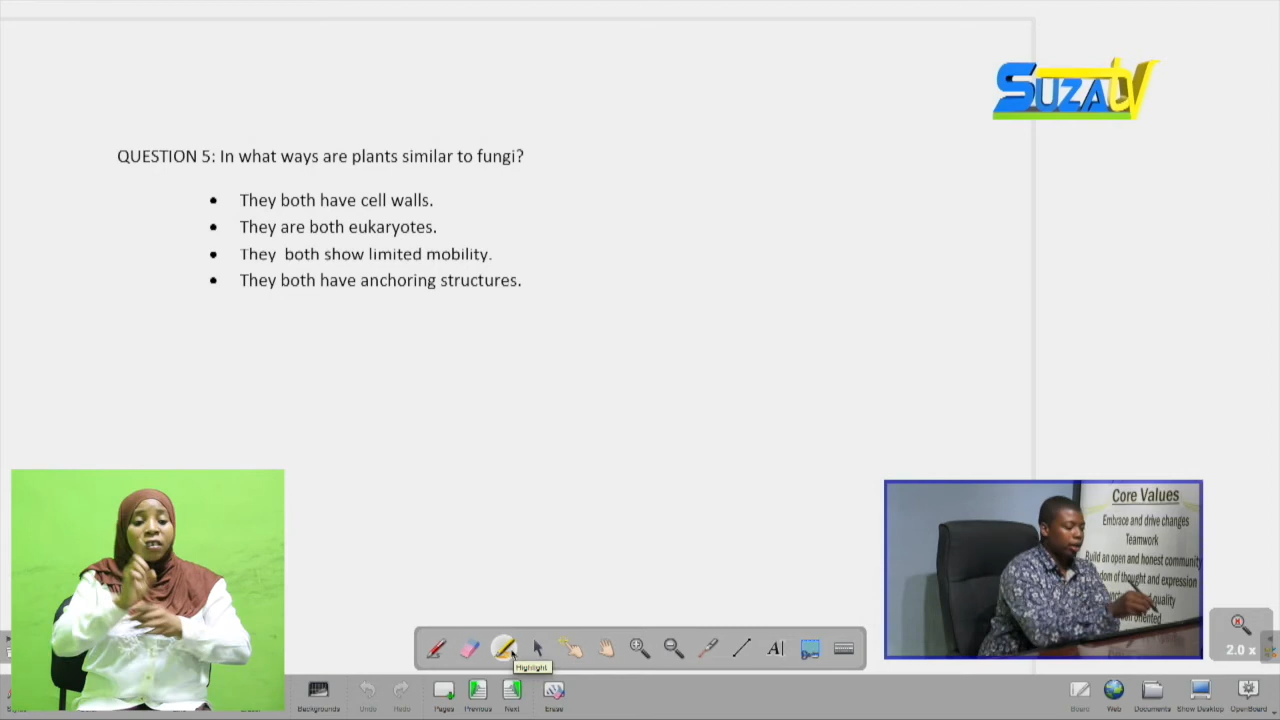 SUZA tV
QUESTION 5: In what ways are plants similar to fungi?
• They both have cell walls.
• They are both eukaryotes.
• They both show limited mobility.
• They both have anchoring structures.
Core Values
Embrace and drive changes
Teamwork
Build an open and honest community
dom of thought and expression
quality
oriented
Highlight
2.0 x
Backgrounds
Undo
Redo
Pages
Previous
Next
Erase
Board
Web
Documents
Show Desktop
OpenBoard